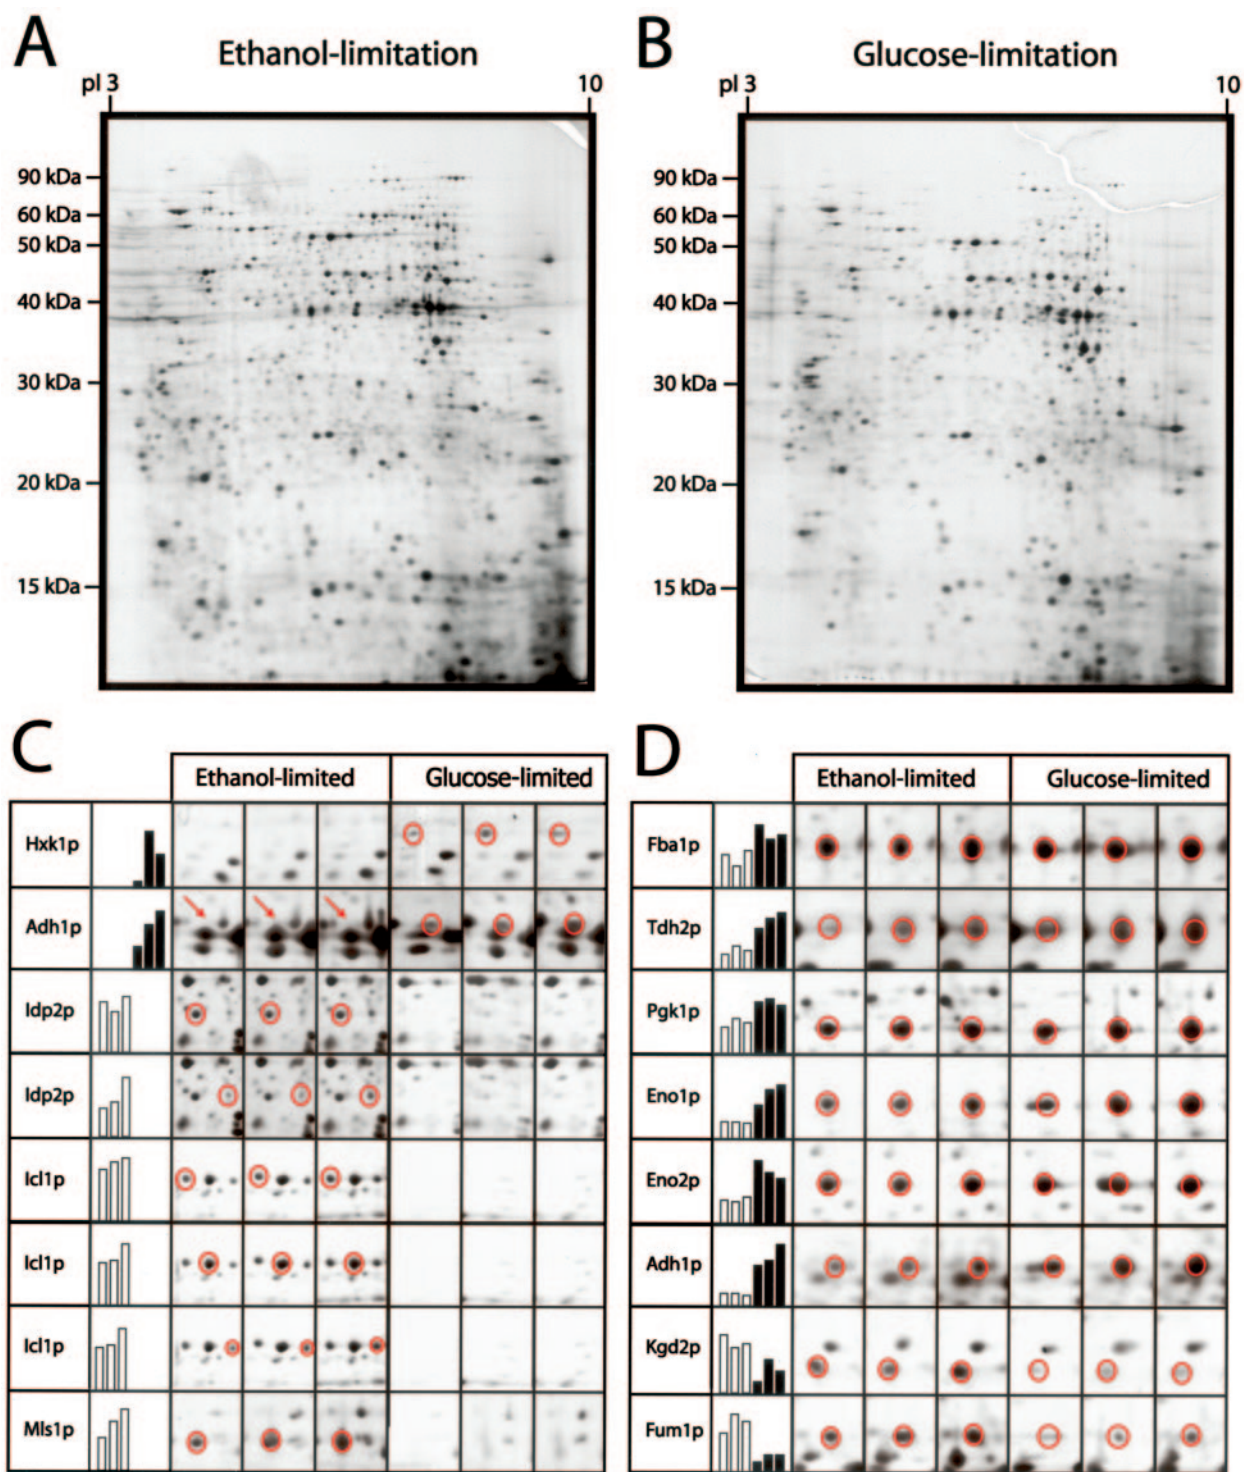 A
Ethanol-limitation
pI 3
10
90 kDa
60 kDa
50 kDa
40 kDa
30 kDa
20 kDa
15 kDa
B
Glucose-limitation
pI 3
10
90 kDa
60 kDa
50 kDa
40 kDa
30 kDa
20 kDa
15 kDa
C
Ethanol-limited
Glucose-limited
Hxk1p
Adh1p
Idp2p
Idp2p
Icl1p
Icl1p
Icl1p
Mls1p
D
Ethanol-limited
Glucose-limited
Fba1p
Tdh2p
Pgk1p
Eno1p
Eno2p
Adh1p
Kgd2p
Fum1p